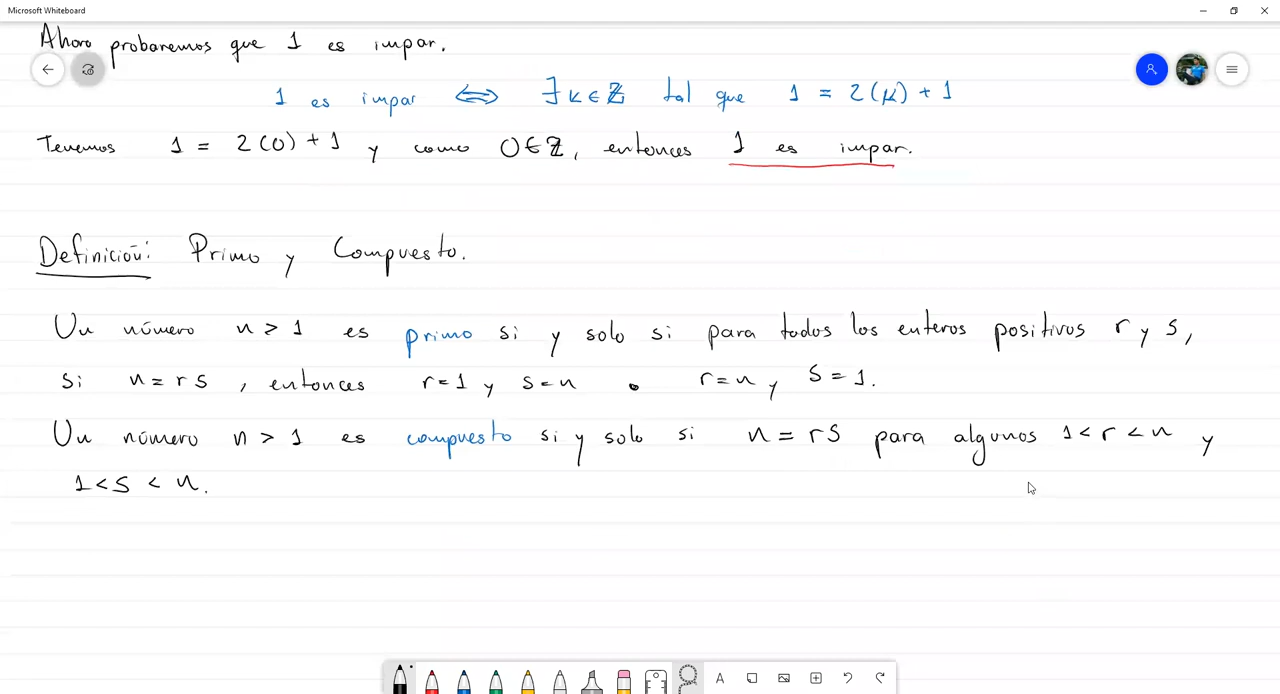 Microsoft Whiteboard
Ahora probaremos que 1 es impar.
1 es impar ⟺ ∃ k ∈ ℤ tal que 1 = 2(k) + 1
Tenemos 1 = 2(0) + 1 y como 0 ∈ ℤ, entonces 1 es impar.
Definición: Primo y Compuesto.
Un número n > 1 es primo si y solo si para todos los enteros positivos r y s,
si n = rs, entonces r = 1 y s = n o r = n y s = 1.
Un número n > 1 es compuesto si y solo si n = rs para algunos 1 < r < n y
1 < s < n.
A